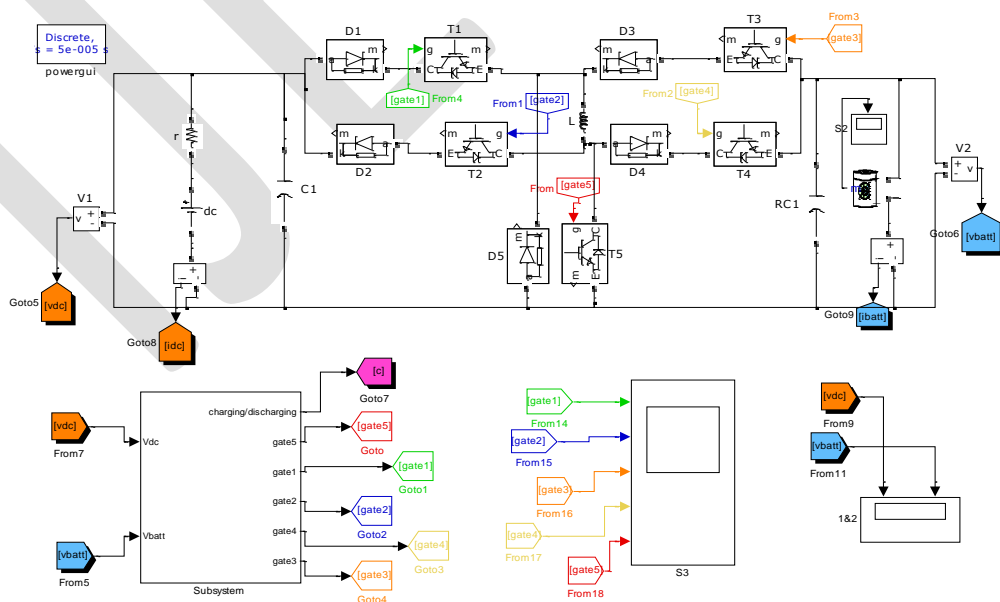 Discrete,
s = 5e-005 s
powergui
D1
m
a
k
T1
g
m
C
E
[gate1]
From4
D3
m
a
k
T3
g
m
E
C
From3
[gate3]
From1
[gate2]
From2
[gate4]
L
r
dc
C1
D2
m
a
k
T2
m
g
E
C
D4
m
a
k
T4
m
g
C
E
From
[gate5]
D5
m
k
a
T5
g
C
m
E
V1
v
+
-
Goto5
[vdc]
Goto8
[idc]
+
-
i
S2
m
RC1
V2
+
-
v
Goto6
[vbatt]
+
-
i
Goto9
[ibatt]
[c]
Goto7
charging/discharging
gate5
gate1
gate2
gate4
gate3
Vdc
Vbatt
Subsystem
[vdc]
From7
[vbatt]
From5
[gate5]
Goto
[gate1]
Goto1
[gate2]
Goto2
[gate4]
Goto3
[gate3]
Goto4
[gate1]
From14
[gate2]
From15
[gate3]
From16
[gate4]
From17
[gate5]
From18
S3
[vdc]
From9
[vbatt]
From11
1&2